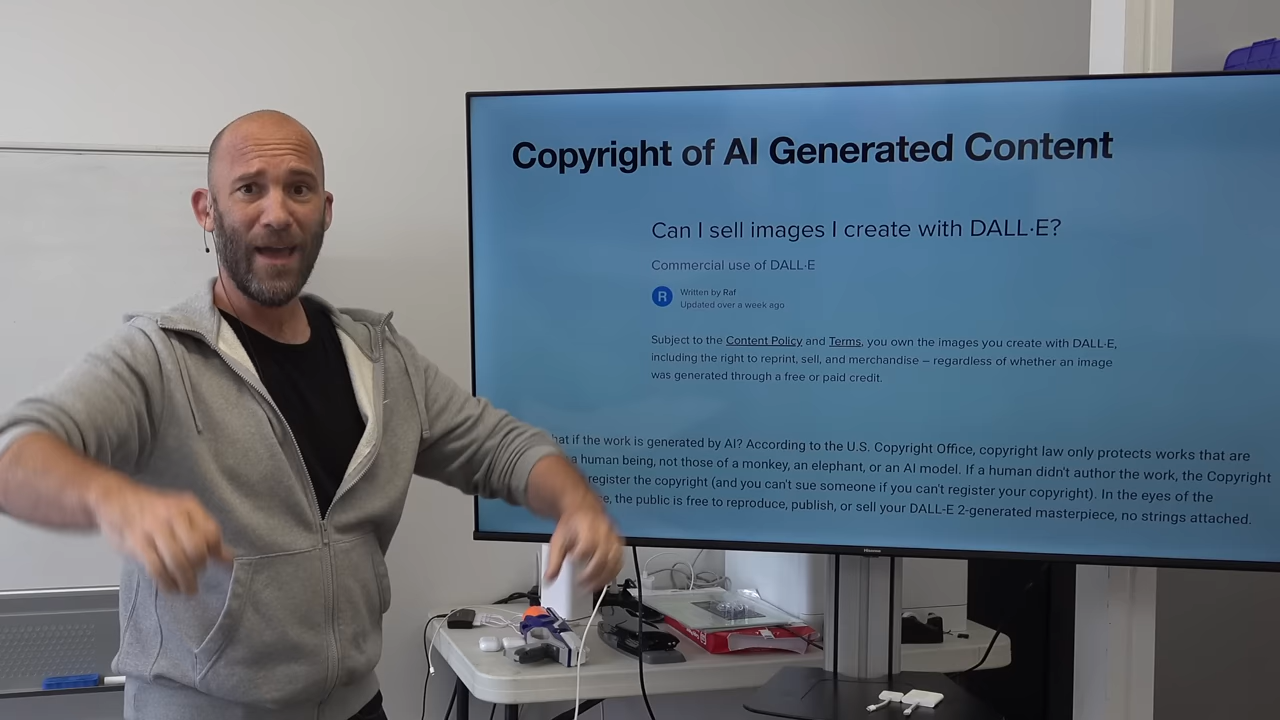 Copyright of AI Generated Content
Can I sell images I create with DALL·E?
Commercial use of DALL·E
R
Written by Raf
Updated over a week ago
Subject to the Content Policy and Terms, you own the images you create with DALL·E,
including the right to reprint, sell, and merchandise – regardless of whether an image
was generated through a free or paid credit.
if the work is generated by AI? According to the U.S. Copyright Office, copyright law only protects works that are
a human being, not those of a monkey, an elephant, or an AI model. If a human didn't author the work, the Copyright
register the copyright (and you can't sue someone if you can't register your copyright). In the eyes of the
the public is free to reproduce, publish, or sell your DALL-E 2-generated masterpiece, no strings attached.
Hisense